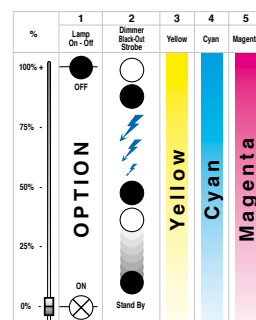 1 2 3 4 5
% Lamp On - Off Dimmer Black-Out Strobe Yellow Cyan Magent
100%
OFF
75%
OPTION
Yellow
Cyan
Magenta
50%
25%
ON
0%
Stand By